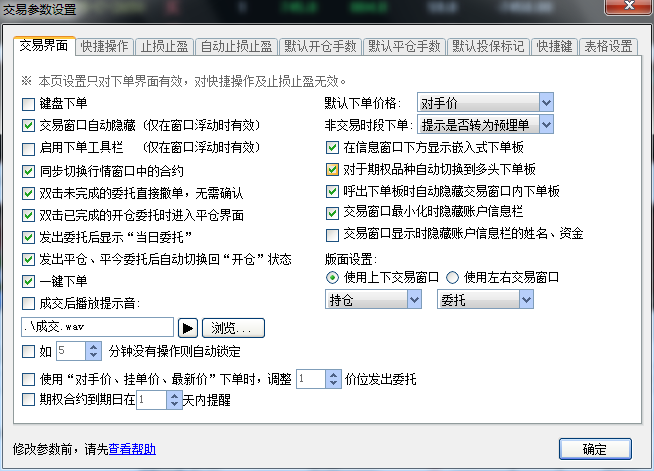 交易参数设置
交易界面 快捷操作 止损止盈 自动止损止盈 默认开仓手数 默认平仓手数 默认投保标记 快捷键 表格设置
※ 本页设置只对下单界面有效，对快捷操作及止损止盈无效。
键盘下单
交易窗口自动隐藏（仅在窗口浮动时有效）
启用下单工具栏 （仅在窗口浮动时有效）
同步切换行情窗口中的合约
双击未完成的委托直接撤单，无需确认
双击已完成的开仓委托时进入平仓界面
发出委托后显示“当日委托”
发出平仓、平今委托后自动切换回“开仓”状态
一键下单
成交后播放提示音:
.\成交.wav 浏览...
如 5 分钟没有操作则自动锁定
默认下单价格: 对手价
非交易时段下单: 提示是否转为预埋单
在信息窗口下方显示嵌入式下单板
对于期权品种自动切换到多头下单板
呼出下单板时自动隐藏交易窗口内下单板
交易窗口最小化时隐藏账户信息栏
交易窗口显示时隐藏账户信息栏的姓名、资金
版面设置:
使用上下交易窗口 使用左右交易窗口
持仓 委托
使用“对手价、挂单价、最新价”下单时，调整 1 价位发出委托
期权合约到期日在 1 天内提醒
修改参数前，请先查看帮助 确定